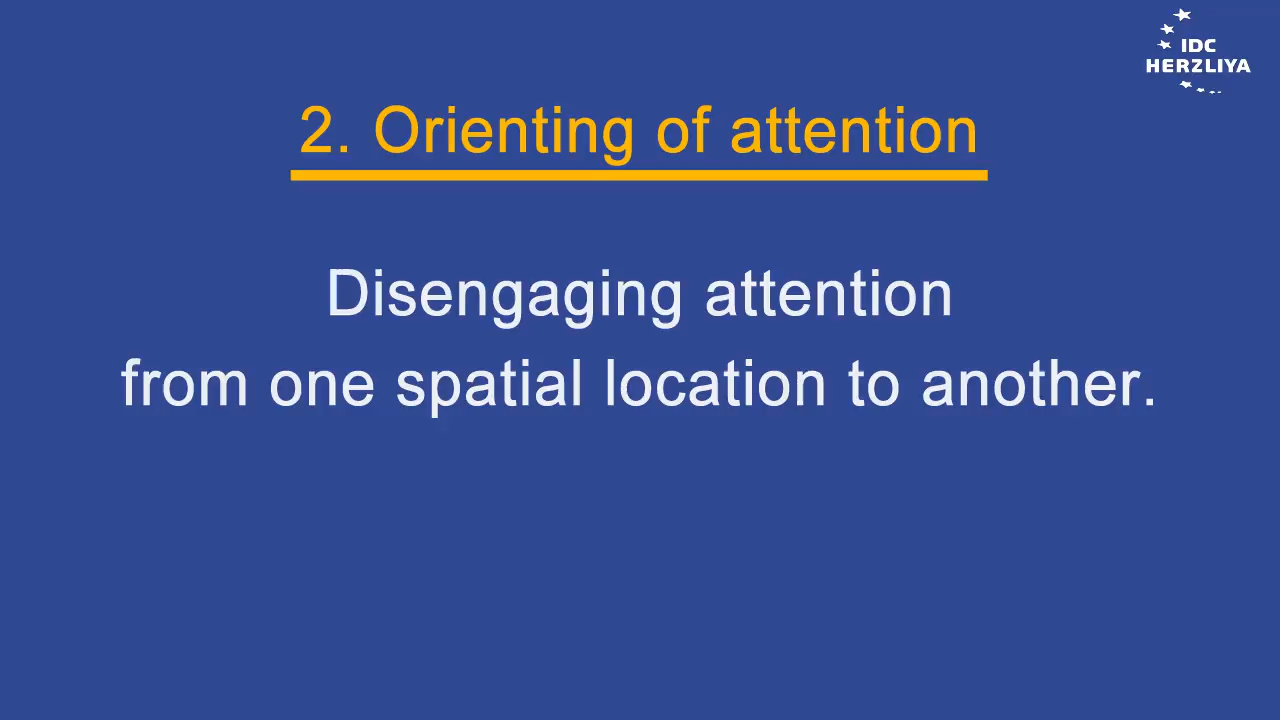 IDC
HERZLIYA
2. Orienting of attention
Disengaging attention
from one spatial location to another.